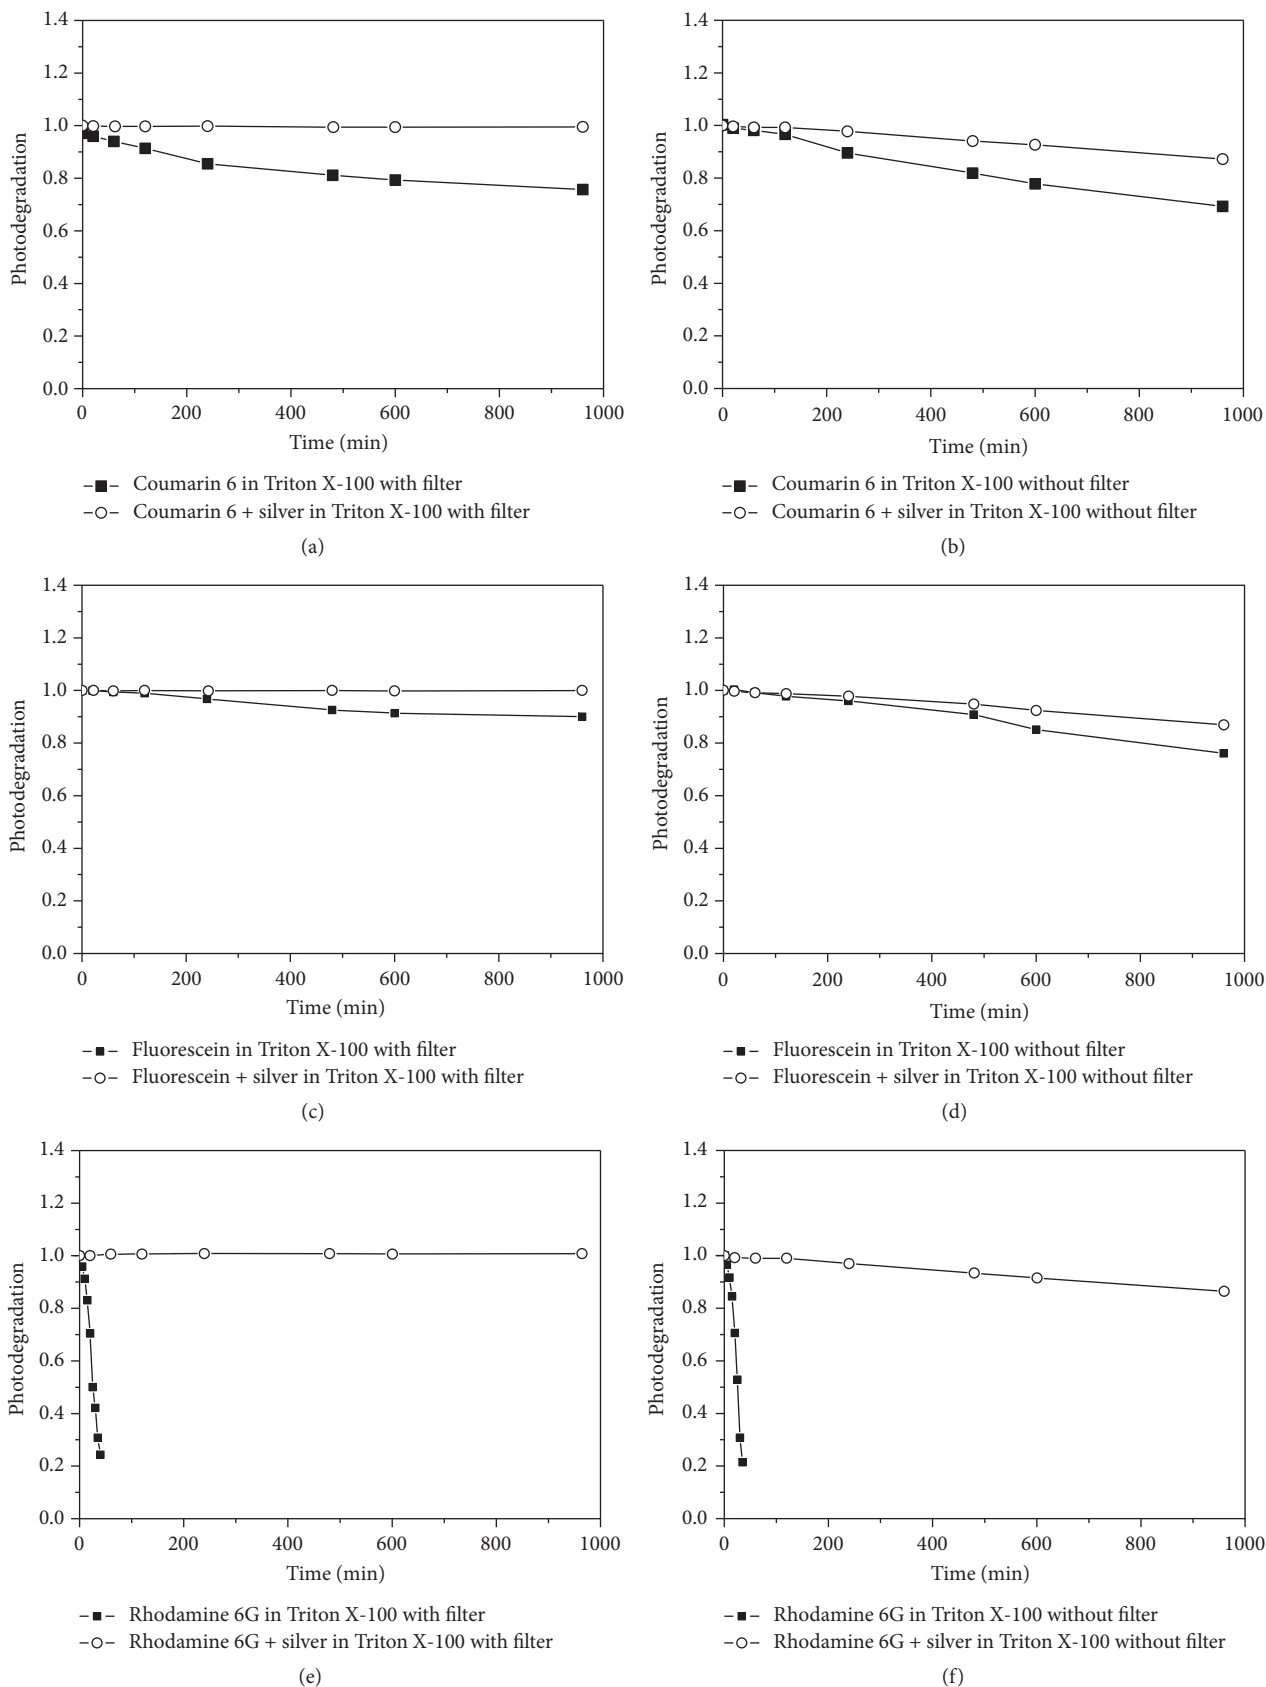 1.4
1.2
1.0
0.8
0.6
0.4
0.2
0.0
Photodegradation
0 200 400 600 800 1000
Time (min)
Coumarin 6 in Triton X-100 with filter
Coumarin 6 + silver in Triton X-100 with filter
(a)
1.4
1.2
1.0
0.8
0.6
0.4
0.2
0.0
Photodegradation
0 200 400 600 800 1000
Time (min)
Coumarin 6 in Triton X-100 without filter
Coumarin 6 + silver in Triton X-100 without filter
(b)
1.4
1.2
1.0
0.8
0.6
0.4
0.2
0.0
Photodegradation
0 200 400 600 800 1000
Time (min)
Fluorescein in Triton X-100 with filter
Fluorescein + silver in Triton X-100 with filter
(c)
1.4
1.2
1.0
0.8
0.6
0.4
0.2
0.0
Photodegradation
0 200 400 600 800 1000
Time (min)
Fluorescein in Triton X-100 without filter
Fluorescein + silver in Triton X-100 without filter
(d)
1.4
1.2
1.0
0.8
0.6
0.4
0.2
0.0
Photodegradation
0 200 400 600 800 1000
Time (min)
Rhodamine 6G in Triton X-100 with filter
Rhodamine 6G + silver in Triton X-100 with filter
(e)
1.4
1.2
1.0
0.8
0.6
0.4
0.2
0.0
Photodegradation
0 200 400 600 800 1000
Time (min)
Rhodamine 6G in Triton X-100 without filter
Rhodamine 6G + silver in Triton X-100 without filter
(f)